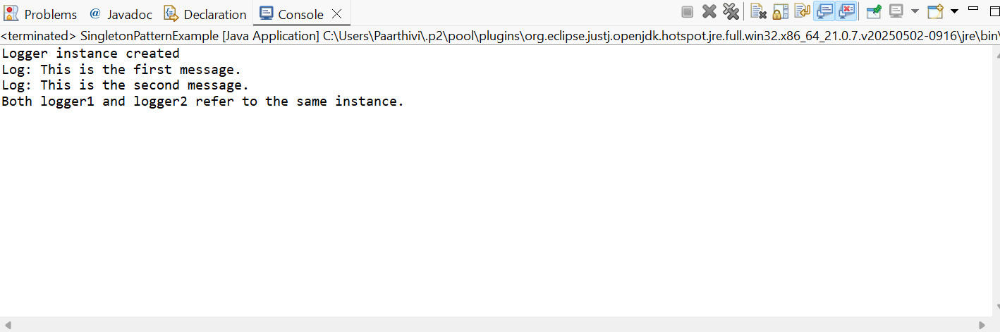 Problems @ Javadoc Declaration Console
<terminated> SingletonPatternExample [Java Application] C:\Users\Paarthivi\.p2\pool\plugins\org.eclipse.justj.openjdk.hotspot.jre.full.win32.x86_64_21.0.7.v20250502-0916\jre\bin\
Logger instance created
Log: This is the first message.
Log: This is the second message.
Both logger1 and logger2 refer to the same instance.